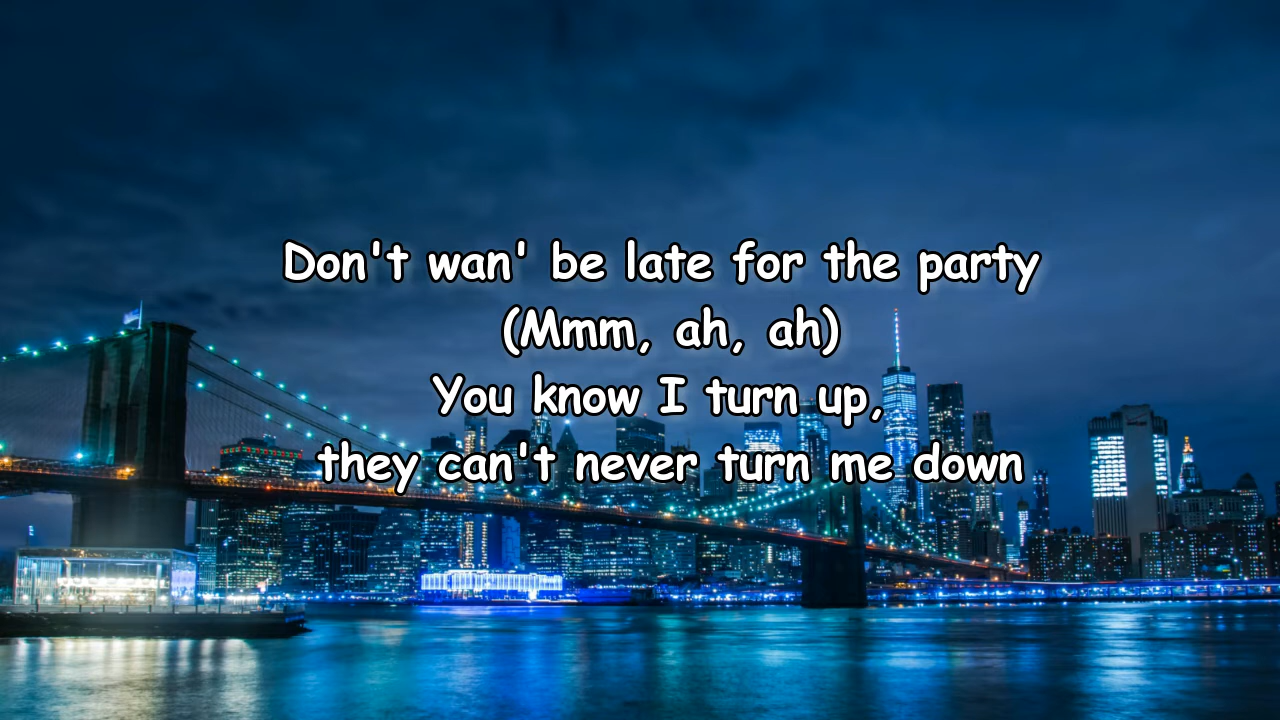 Don't wan' be late for the party
(Mmm, ah, ah)
You know I turn up,
they can't never turn me down